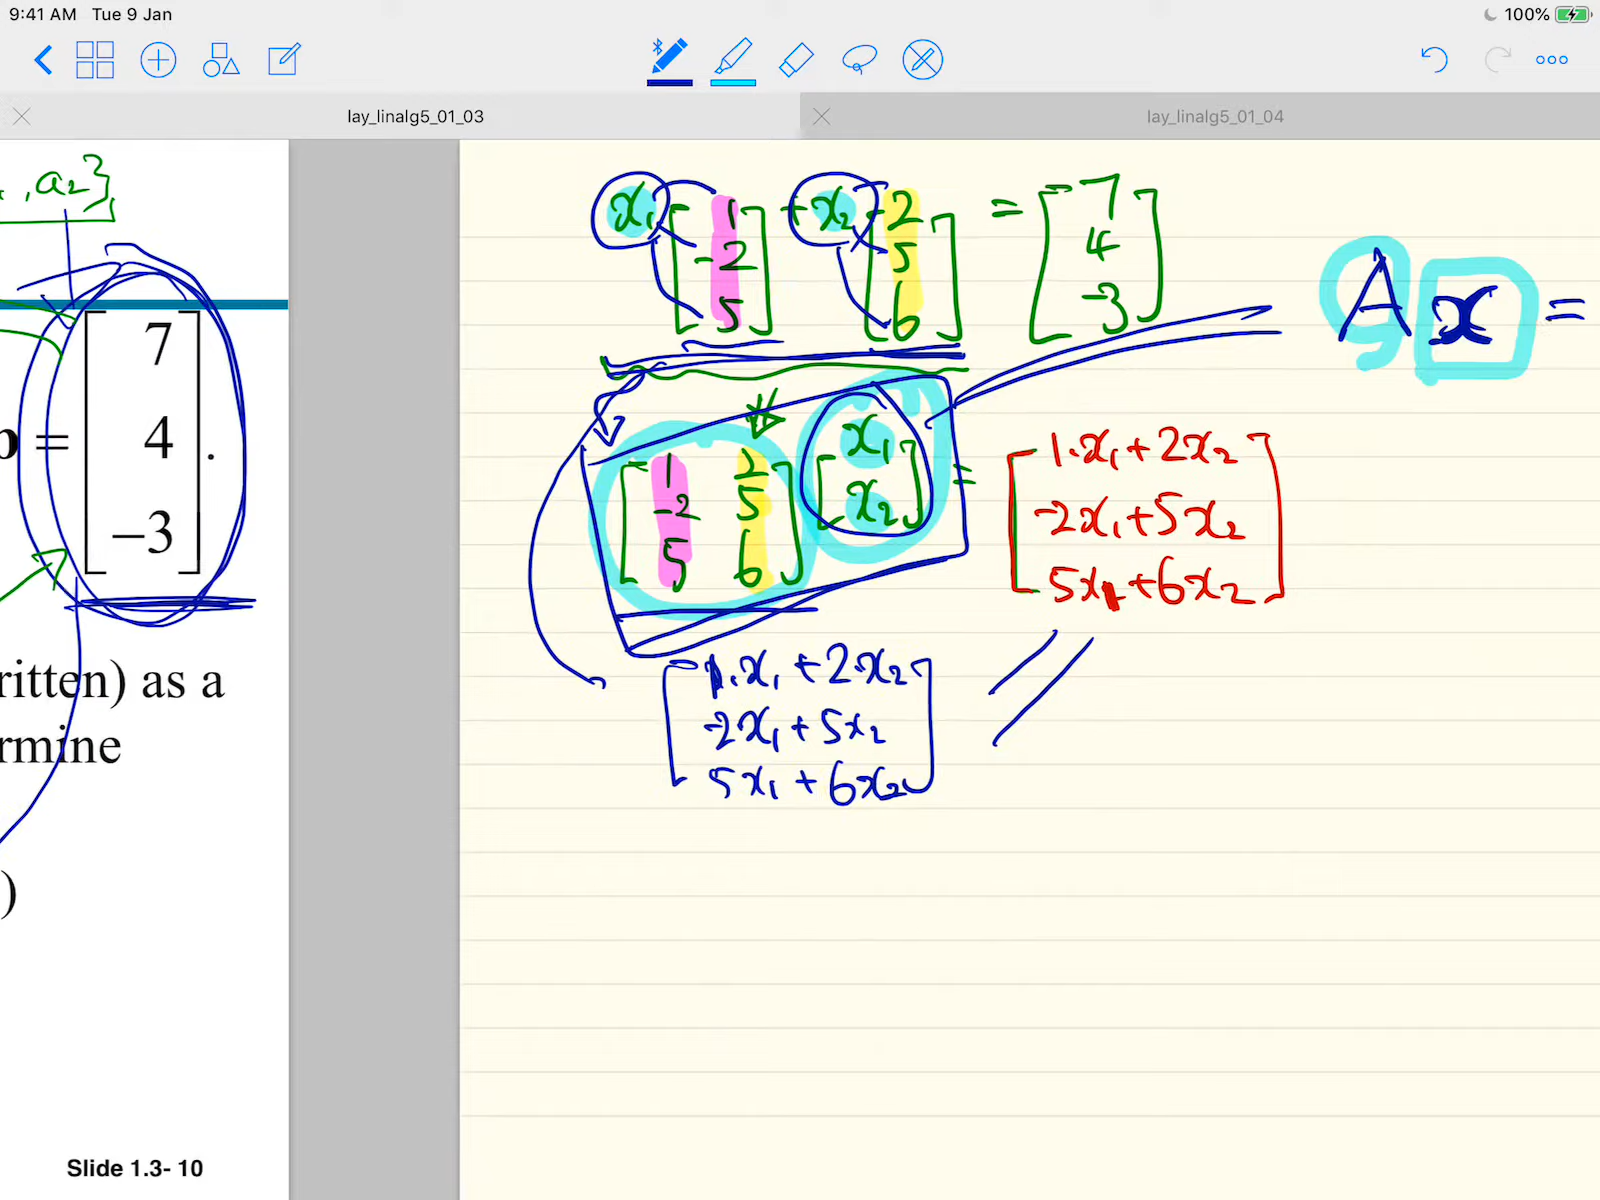 9:41 AM Tue 9 Jan
100%
lay_linalg5_01_03
lay_linalg5_01_04
, a₂}
7
4
-3
b =
.
ritten) as a
rmine
)
Slide 1.3- 10
x₁ [1 -2 5] + x₂ [2 5 6] = [7 4 -3]
A x =
[1 2
-2 5
5 6] [x₁ x₂] =
[1·x₁+2x₂
-2x₁+5x₂
5x₁+6x₂]
[1·x₁+2·x₂
-2x₁+5x₂
5x₁+6x₂]